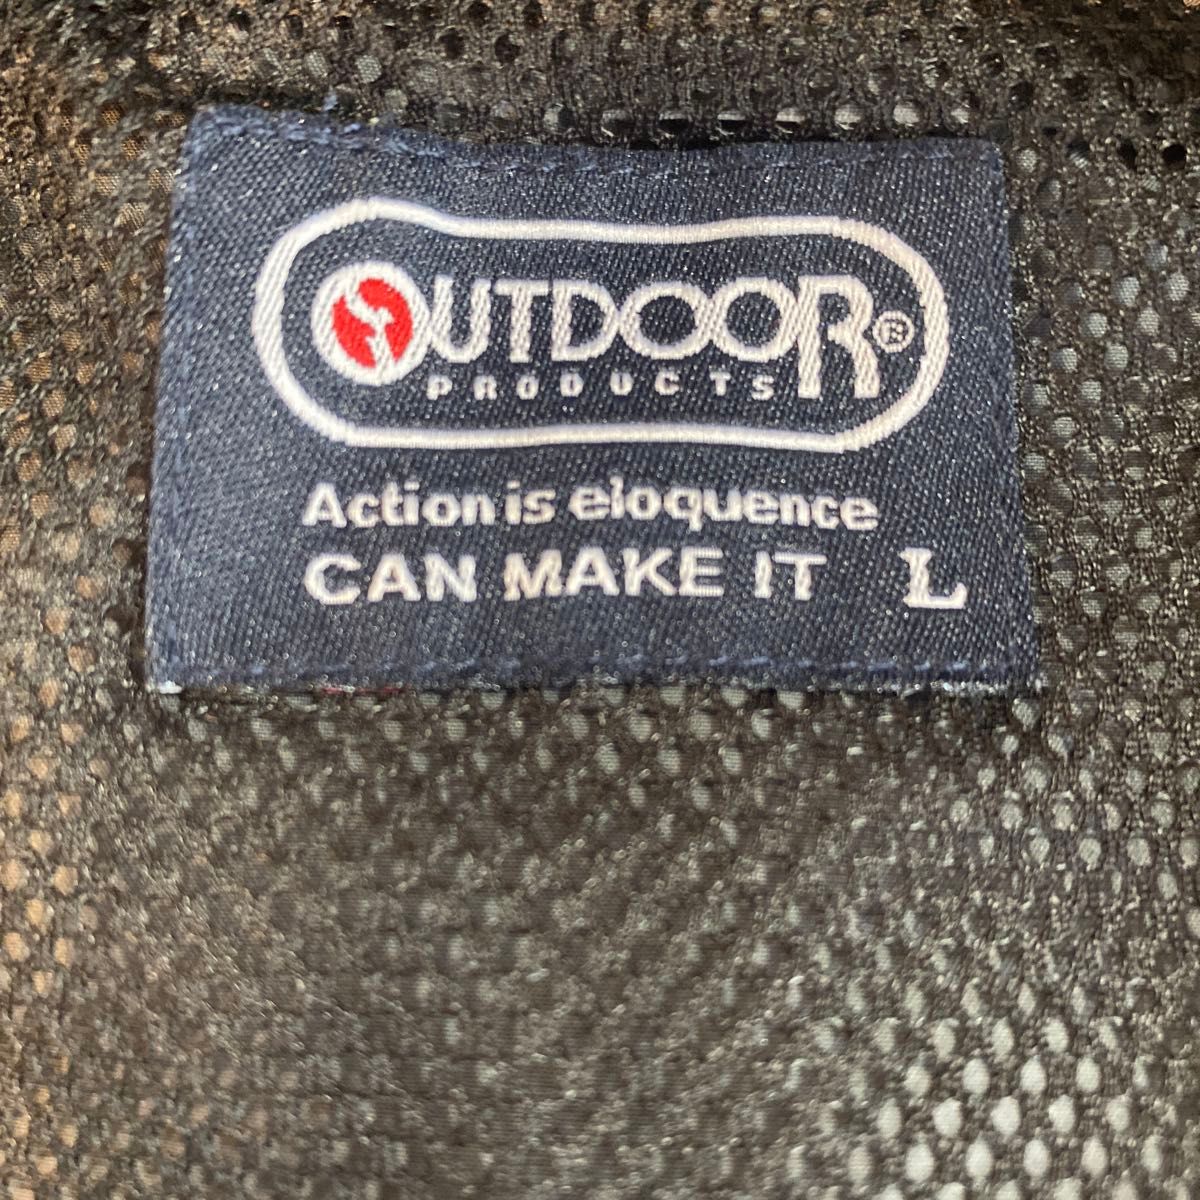 OUTDOOR®
PRODUCTS
Action is eloquence
CAN MAKE IT L